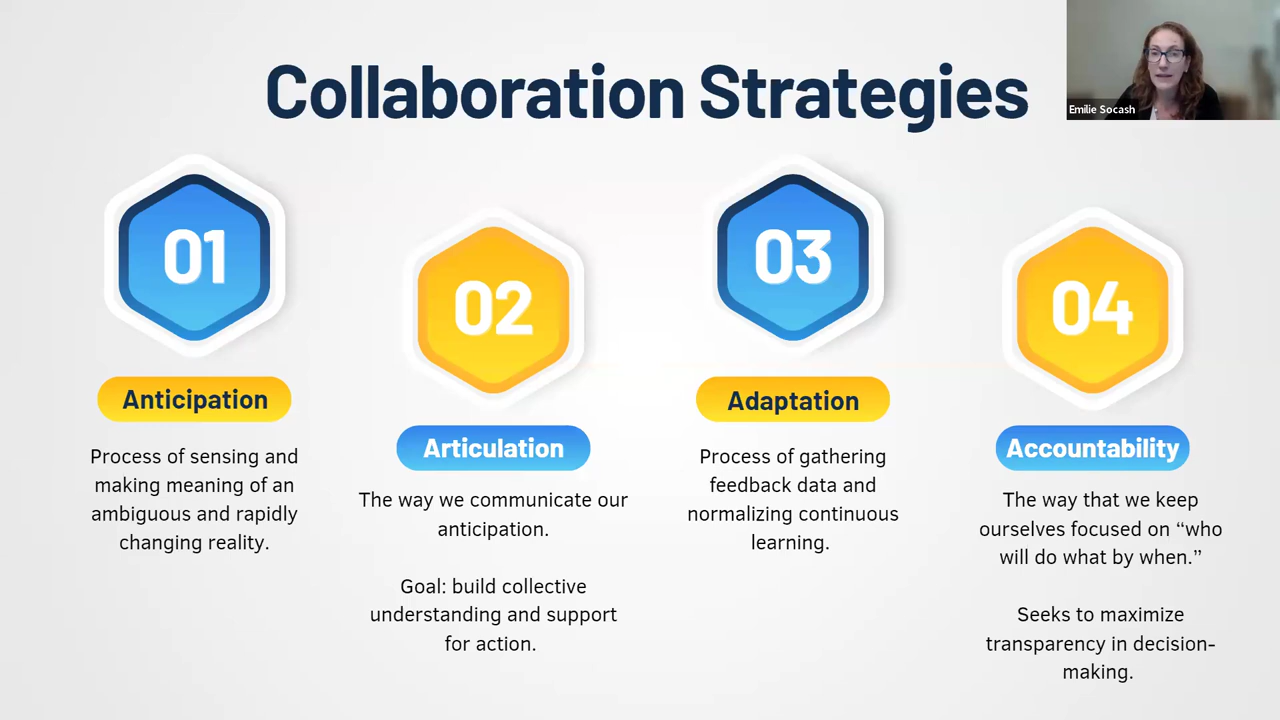 Collaboration Strategies
Emilie Socash
01
Anticipation
Process of sensing and
making meaning of an
ambiguous and rapidly
changing reality.
02
Articulation
The way we communicate our
anticipation.
Goal: build collective
understanding and support
for action.
03
Adaptation
Process of gathering
feedback data and
normalizing continuous
learning.
04
Accountability
The way that we keep
ourselves focused on “who
will do what by when.”
Seeks to maximize
transparency in decision-
making.